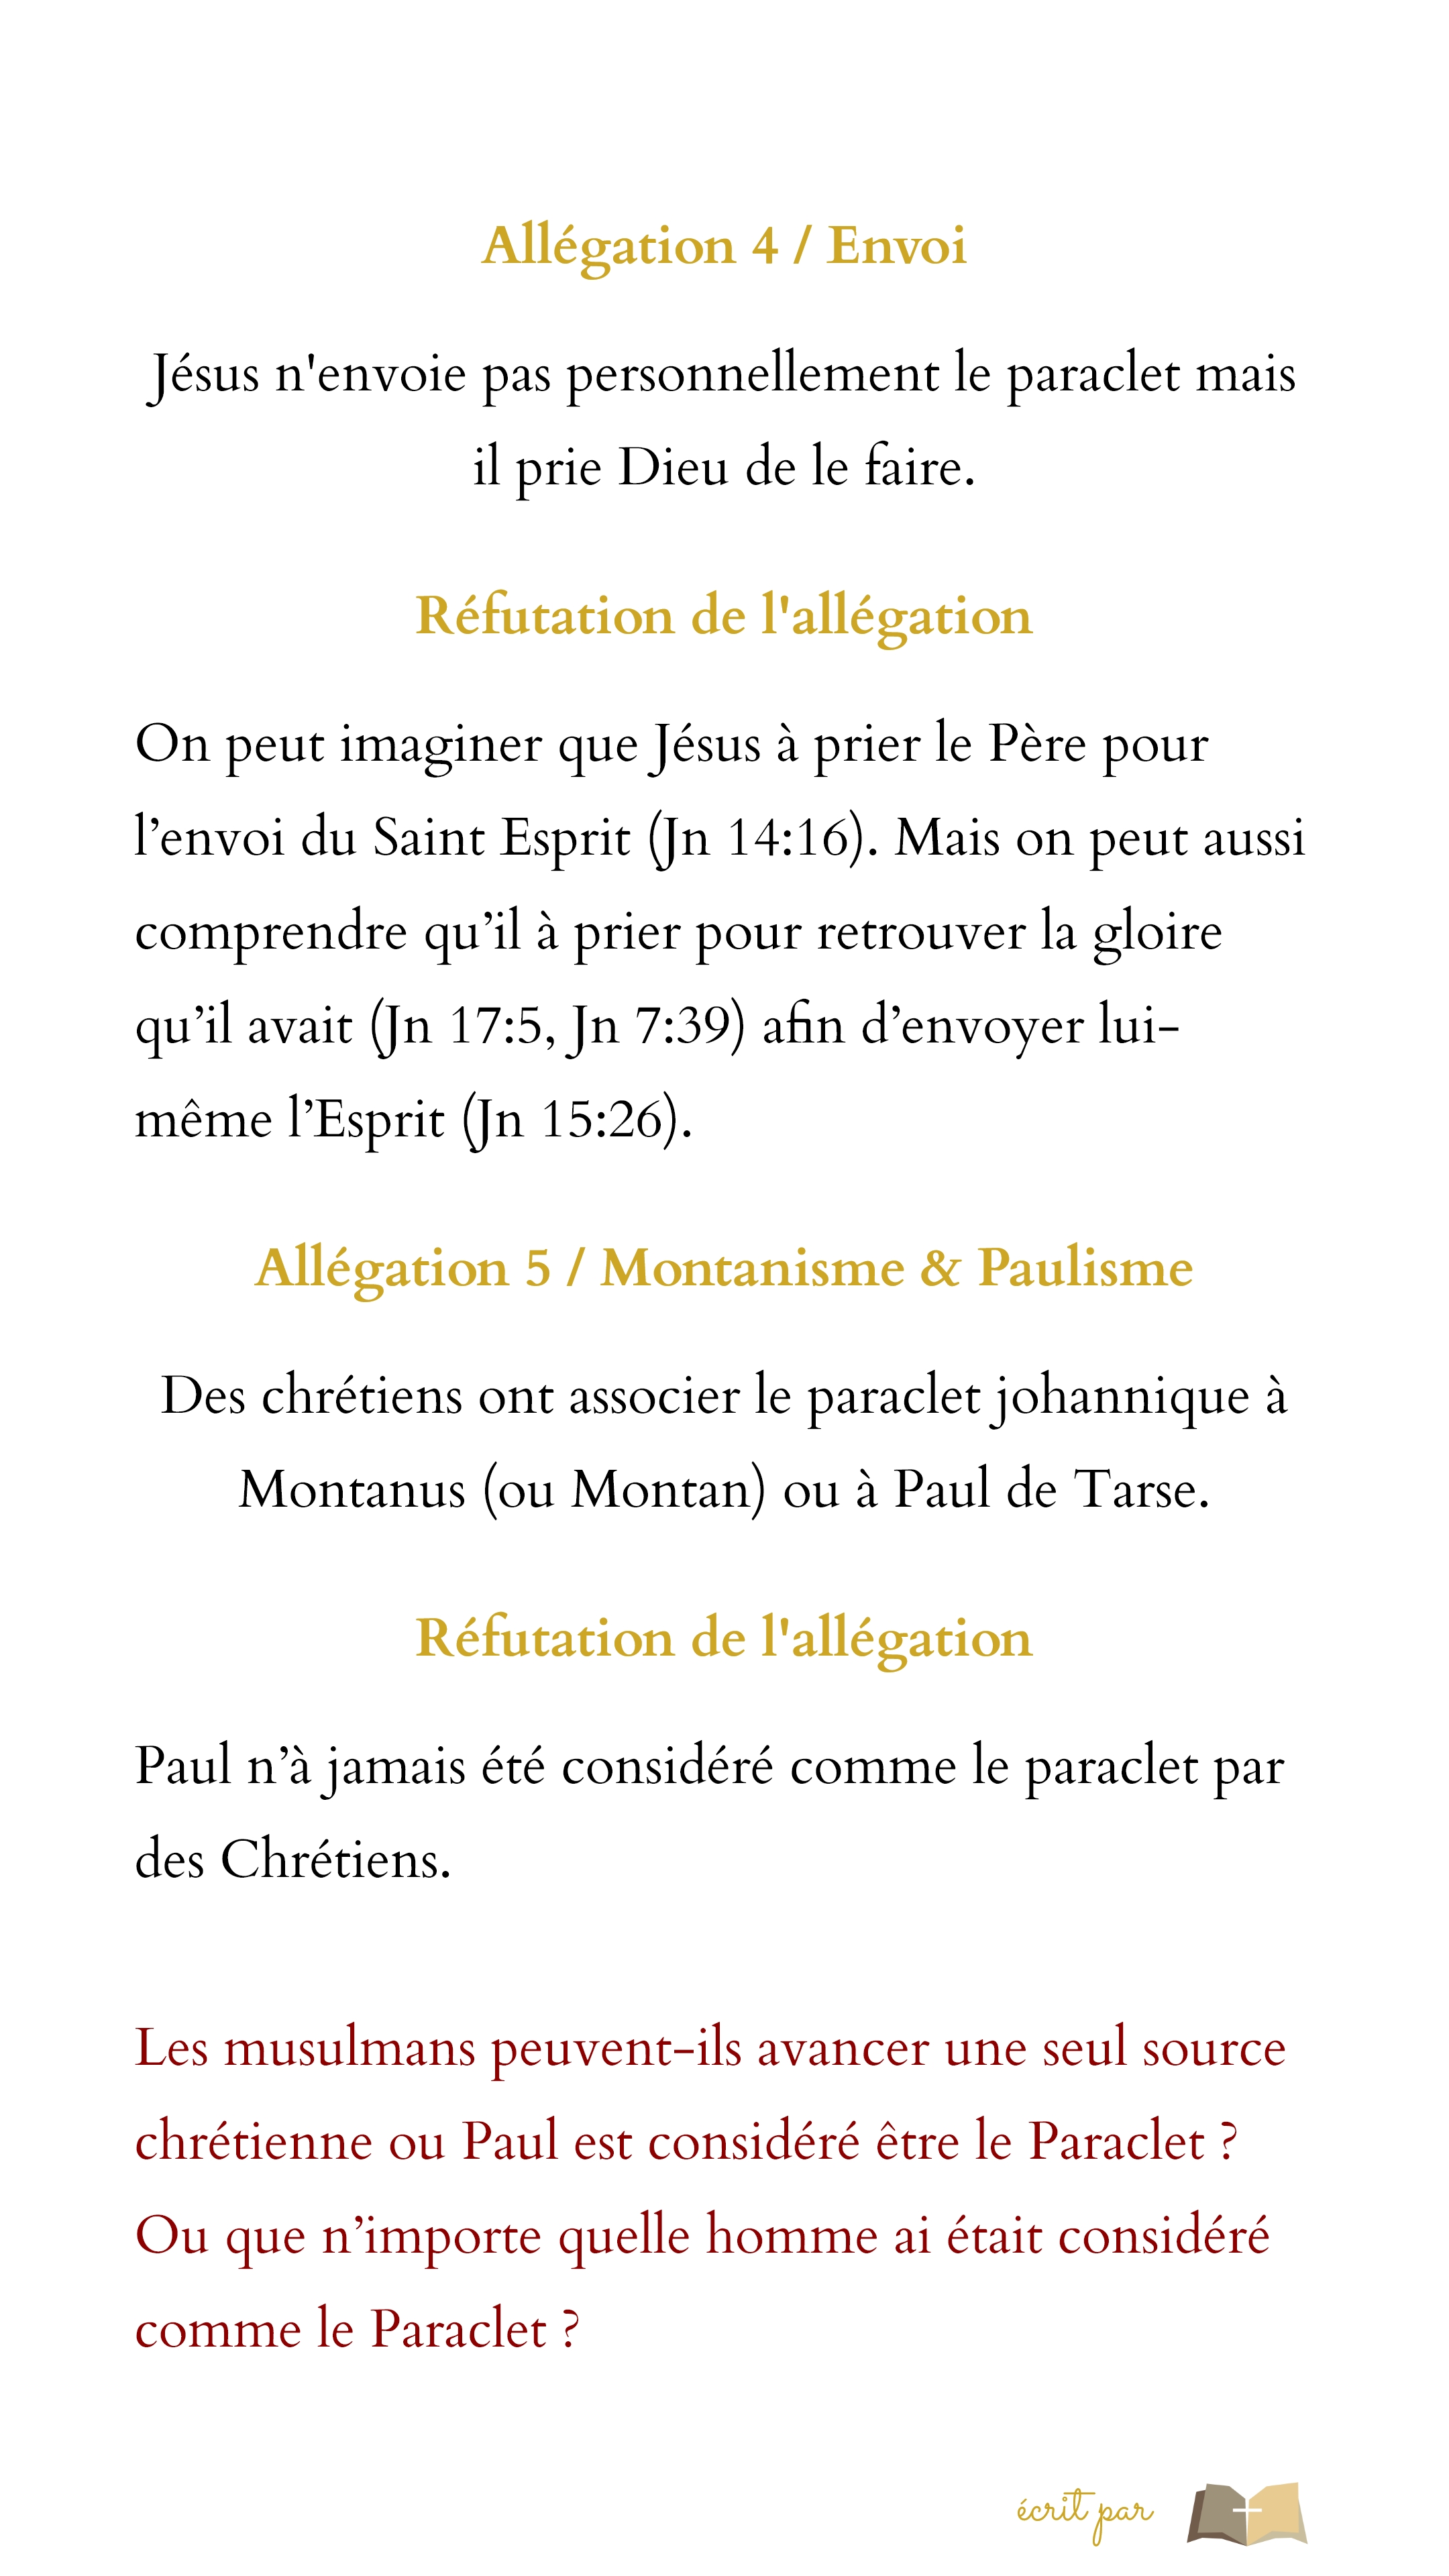 Allégation 4 / Envoi
Jésus n'envoie pas personnellement le paraclet mais
il prie Dieu de le faire.
Réfutation de l'allégation
On peut imaginer que Jésus à prier le Père pour
l’envoi du Saint Esprit (Jn 14:16). Mais on peut aussi
comprendre qu’il à prier pour retrouver la gloire
qu’il avait (Jn 17:5, Jn 7:39) afin d’envoyer lui-
même l’Esprit (Jn 15:26).
Allégation 5 / Montanisme & Paulisme
Des chrétiens ont associer le paraclet johannique à
Montanus (ou Montan) ou à Paul de Tarse.
Réfutation de l'allégation
Paul n’à jamais été considéré comme le paraclet par
des Chrétiens.
Les musulmans peuvent-ils avancer une seul source
chrétienne ou Paul est considéré être le Paraclet ?
Ou que n’importe quelle homme ai était considéré
comme le Paraclet ?
écrit par